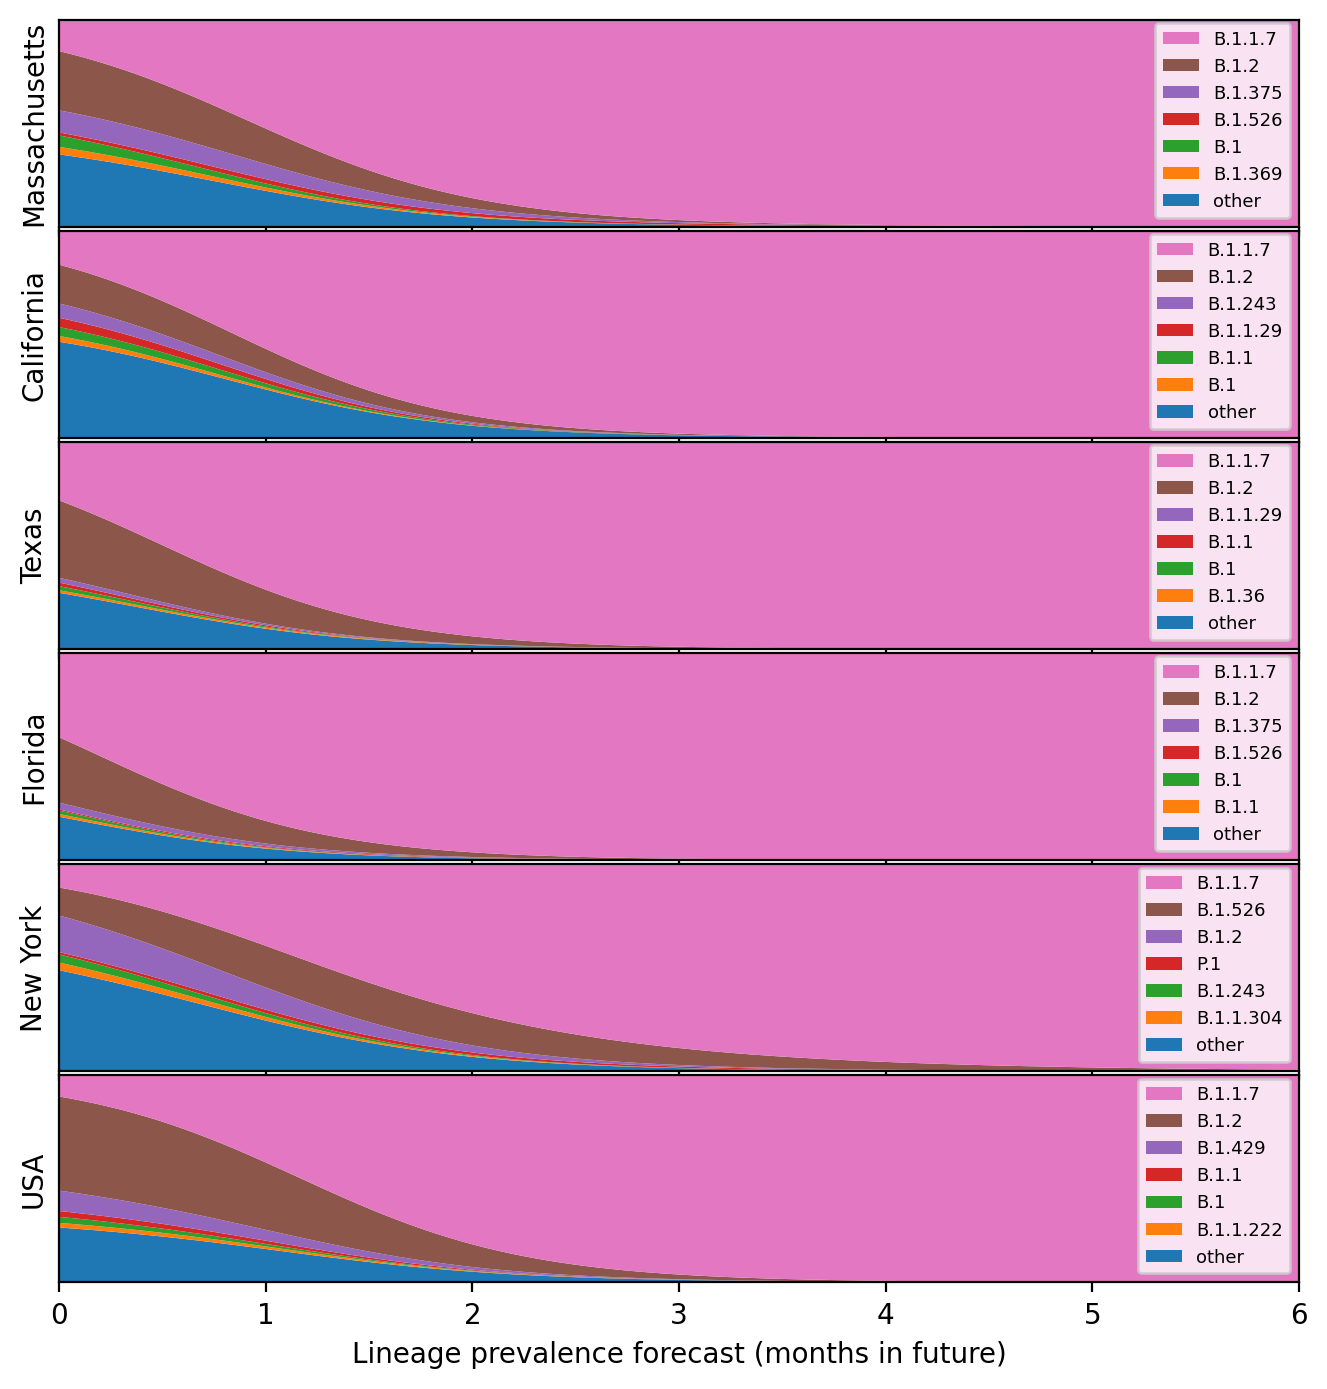 Massachusetts
B.1.1.7
B.1.2
B.1.375
B.1.526
B.1
B.1.369
other
California
B.1.1.7
B.1.2
B.1.243
B.1.1.29
B.1.1
B.1
other
Texas
B.1.1.7
B.1.2
B.1.1.29
B.1.1
B.1
B.1.36
other
Florida
B.1.1.7
B.1.2
B.1.375
B.1.526
B.1
B.1.1
other
New York
B.1.1.7
B.1.526
B.1.2
P.1
B.1.243
B.1.1.304
other
USA
B.1.1.7
B.1.2
B.1.429
B.1.1
B.1
B.1.1.222
other
0 1 2 3 4 5 6
Lineage prevalence forecast (months in future)